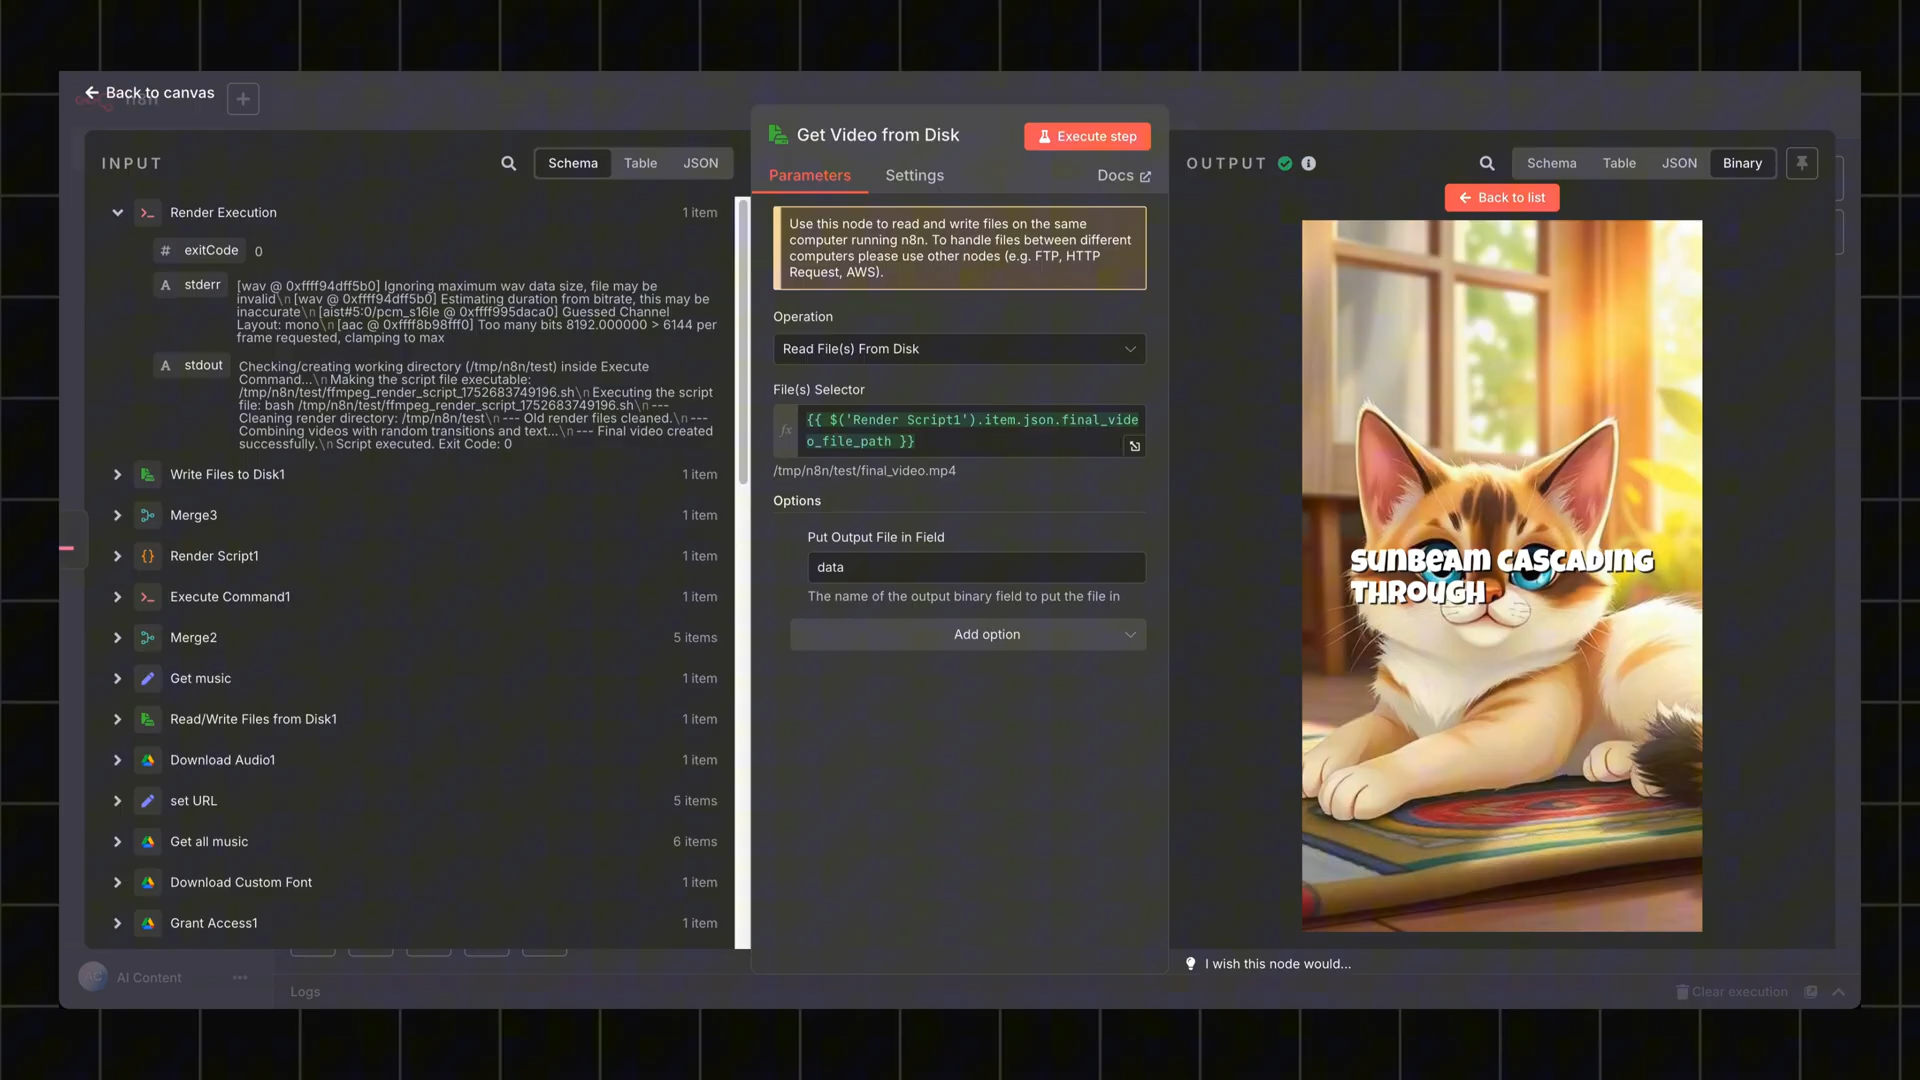 Back to canvas
n8n
INPUT
Schema
Table
JSON
Render Execution
1 item
# exitCode 0
A stderr
[wav @ 0xffff94dff5b0] Ignoring maximum wav data size, file may be
invalid\n [wav @ 0xffff94dff5b0] Estimating duration from bitrate, this may be
inaccurate\n [aist#5:0/pcm_s16le @ 0xffff995daca0] Guessed Channel
Layout: mono\n [aac @ 0xffff8b98fff0] Too many bits 8192.000000 > 6144 per
frame requested, clamping to max
A stdout
Checking/creating working directory (/tmp/n8n/test) inside Execute
Command...\n Making the script file executable:
/tmp/n8n/test/ffmpeg_render_script_1752683749196.sh\n Executing the script
file: bash /tmp/n8n/test/ffmpeg_render_script_1752683749196.sh\n ---
Cleaning render directory: /tmp/n8n/test\n --- Old render files cleaned.\n ---
Combining videos with random transitions and text...\n --- Final video created
successfully.\n Script executed. Exit Code: 0
Write Files to Disk1
1 item
Merge3
1 item
Render Script1
1 item
Execute Command1
1 item
Merge2
5 items
Get music
1 item
Read/Write Files from Disk1
1 item
Download Audio1
1 item
set URL
5 items
Get all music
6 items
Download Custom Font
1 item
Grant Access1
1 item
Get Video from Disk
Execute step
Parameters
Settings
Docs
Use this node to read and write files on the same
computer running n8n. To handle files between different
computers please use other nodes (e.g. FTP, HTTP
Request, AWS).
Operation
Read File(s) From Disk
File(s) Selector
fx
{{ $('Render Script1').item.json.final_vide
o_file_path }}
/tmp/n8n/test/final_video.mp4
Options
Put Output File in Field
data
The name of the output binary field to put the file in
Add option
OUTPUT
Schema
Table
JSON
Binary
Back to list
SUNBEAM CASCADING
THROUGH
I wish this node would...
AI Content
Logs
Clear execution